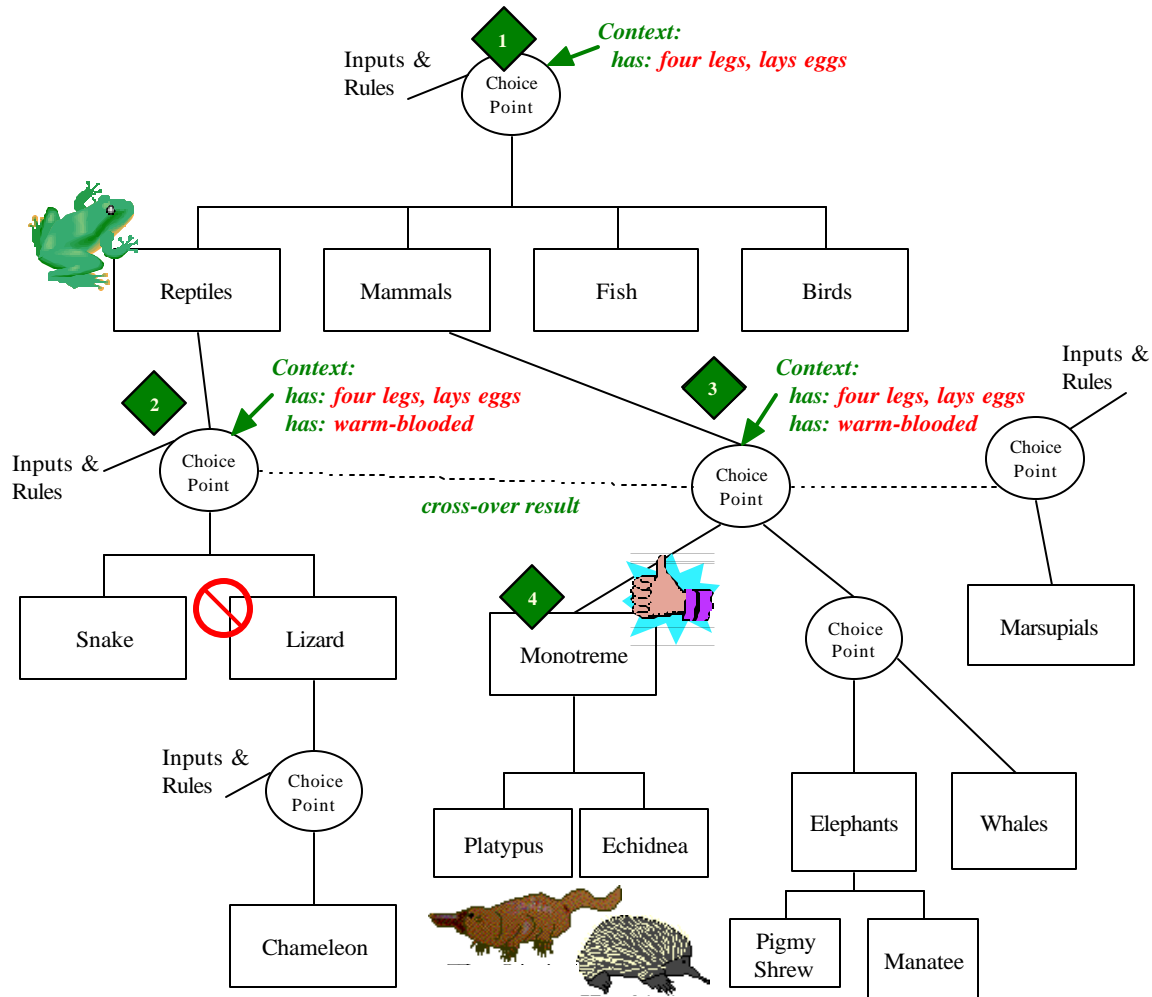 1
Context:
has: four legs, lays eggs
Inputs &
Rules
Choice
Point
Reptiles
Mammals
Fish
Birds
2
Context:
has: four legs, lays eggs
has: warm-blooded
3
Context:
has: four legs, lays eggs
has: warm-blooded
Inputs &
Rules
Inputs &
Rules
Choice
Point
cross-over result
Choice
Point
Choice
Point
Snake
Lizard
4
Monotreme
Choice
Point
Marsupials
Inputs &
Rules
Choice
Point
Platypus
Echidnea
Elephants
Whales
Chameleon
Pigmy
Shrew
Manatee